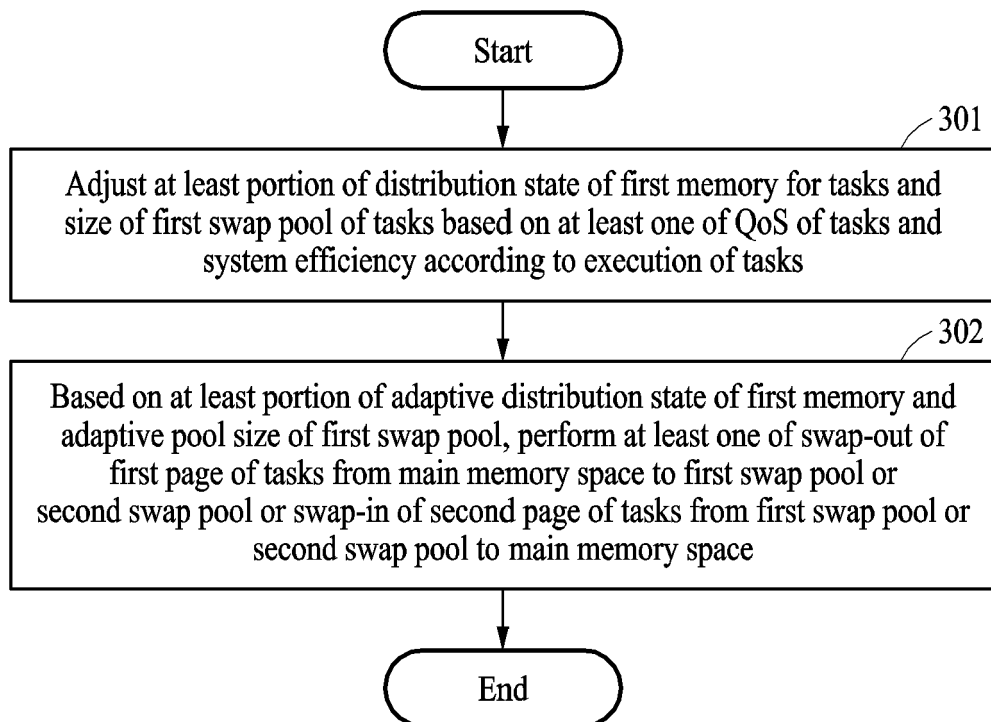 Start
301
Adjust at least portion of distribution state of first memory for tasks and
size of first swap pool of tasks based on at least one of QoS of tasks and
system efficiency according to execution of tasks
302
Based on at least portion of adaptive distribution state of first memory and
adaptive pool size of first swap pool, perform at least one of swap-out of
first page of tasks from main memory space to first swap pool or
second swap pool or swap-in of second page of tasks from first swap pool or
second swap pool to main memory space
End